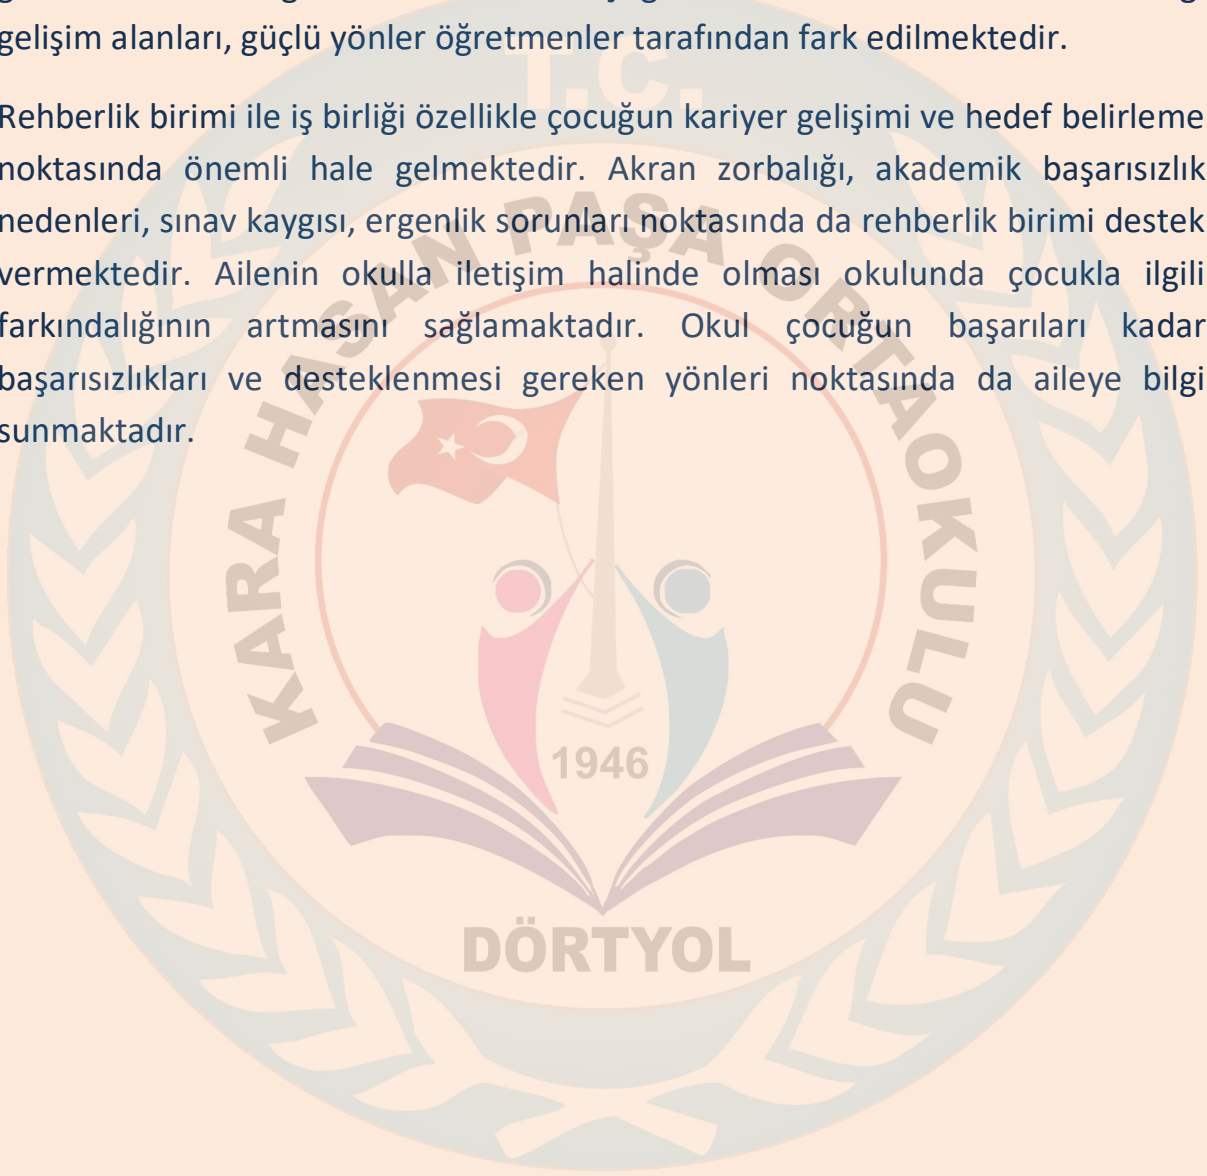 gelişim alanları, güçlü yönler öğretmenler tarafından fark edilmektedir.
Rehberlik birimi ile iş birliği özellikle çocuğun kariyer gelişimi ve hedef belirleme
noktasında önemli hale gelmektedir. Akran zorbalığı, akademik başarısızlık
nedenleri, sınav kaygısı, ergenlik sorunları noktasında da rehberlik birimi destek
vermektedir. Ailenin okulla iletişim halinde olması okulunda çocukla ilgili
farkındalığının artmasını sağlamaktadır. Okul çocuğun başarıları kadar
başarısızlıkları ve desteklenmesi gereken yönleri noktasında da aileye bilgi
sunmaktadır.
T.C.
KARA HASAN PAŞA ORTAOKULU
1946
DÖRTYOL